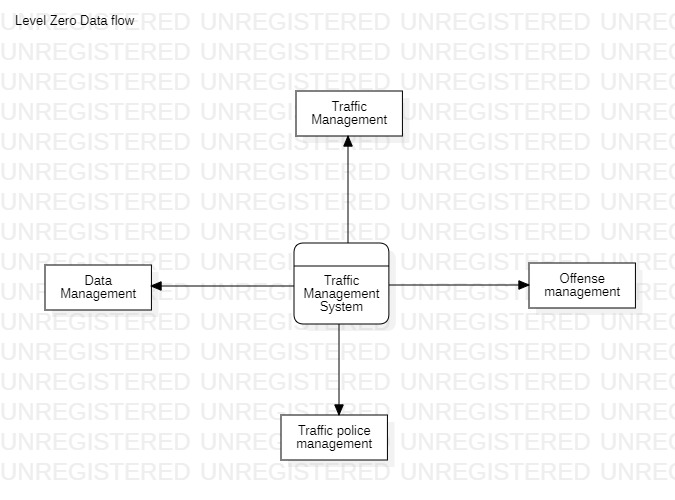 Level Zero Data flow
UNREGISTERED UNREGISTERED UNREGISTERED UNREGISTERED
Traffic
Management
Data
Management
Traffic
Management
System
Offense
management
Traffic police
management